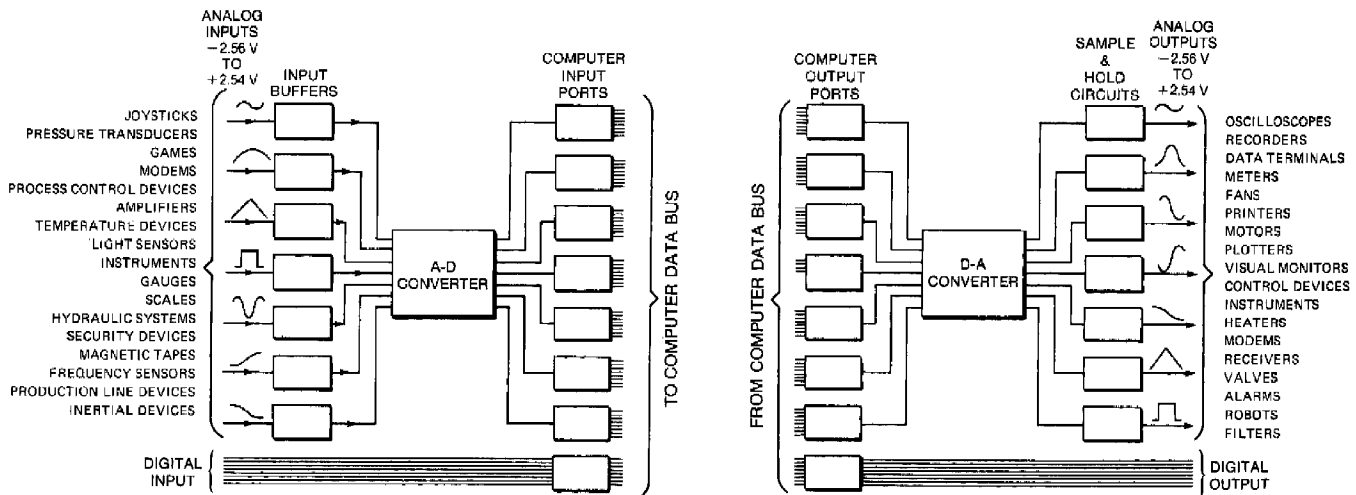 ANALOG
INPUTS
−2.56 V
TO
+2.54 V
INPUT
BUFFERS
COMPUTER
INPUT
PORTS
JOYSTICKS
PRESSURE TRANSDUCERS
GAMES
MODEMS
PROCESS CONTROL DEVICES
AMPLIFIERS
TEMPERATURE DEVICES
LIGHT SENSORS
INSTRUMENTS
GAUGES
SCALES
HYDRAULIC SYSTEMS
SECURITY DEVICES
MAGNETIC TAPES
FREQUENCY SENSORS
PRODUCTION LINE DEVICES
INERTIAL DEVICES
DIGITAL
INPUT
A-D
CONVERTER
TO COMPUTER DATA BUS
FROM COMPUTER DATA BUS
COMPUTER
OUTPUT
PORTS
D-A
CONVERTER
SAMPLE
&
HOLD
CIRCUITS
ANALOG
OUTPUTS
−2.56 V
TO
+2.54 V
OSCILLOSCOPES
RECORDERS
DATA TERMINALS
METERS
FANS
PRINTERS
MOTORS
PLOTTERS
VISUAL MONITORS
CONTROL DEVICES
INSTRUMENTS
HEATERS
MODEMS
RECEIVERS
VALVES
ALARMS
ROBOTS
FILTERS
DIGITAL
OUTPUT